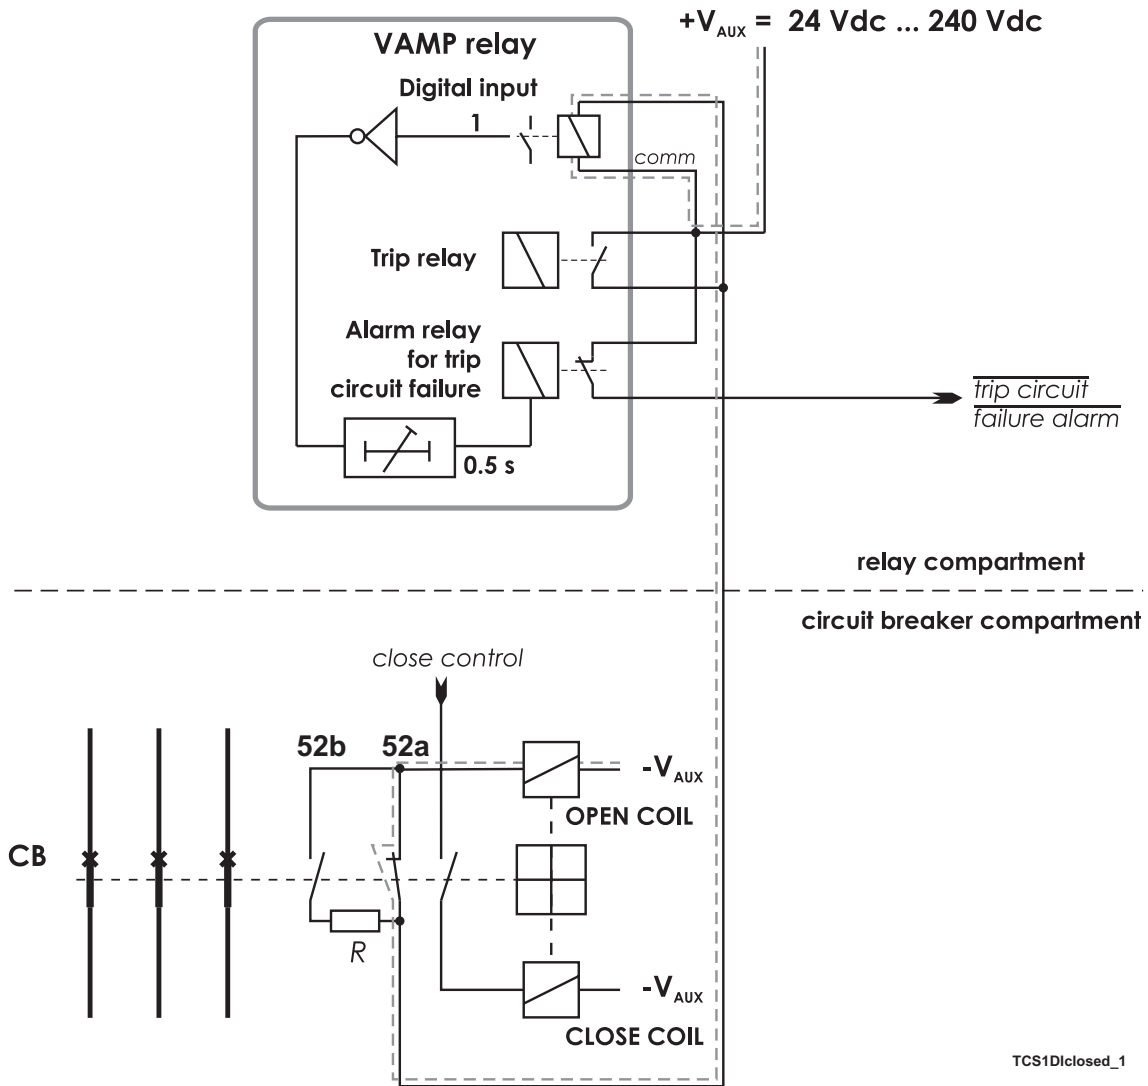 +VAUX = 24 Vdc ... 240 Vdc
VAMP relay
Digital input
1
comm
Trip relay
Alarm relay
for trip
circuit failure
0.5 s
trip circuit
failure alarm
relay compartment
circuit breaker compartment
close control
52b
52a
-VAUX
OPEN COIL
CB
R
-VAUX
CLOSE COIL
TCS1DIclosed_1